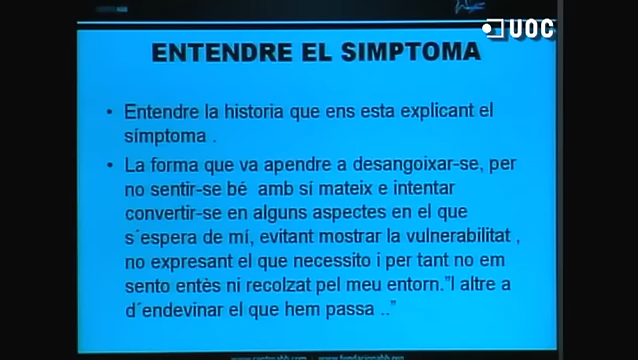 UOC
ENTENDRE EL SIMPTOMA
• Entendre la historia que ens esta explicant el
símptoma .
• La forma que va apendre a desangoixar-se, per
no sentir-se bé amb sí mateix e intentar
convertir-se en alguns aspectes en el que
s´espera de mí, evitant mostrar la vulnerabilitat ,
no expresant el que necessito i per tant no em
sento entès ni recolzat pel meu entorn.”l altre a
d´endevinar el que hem passa ..”